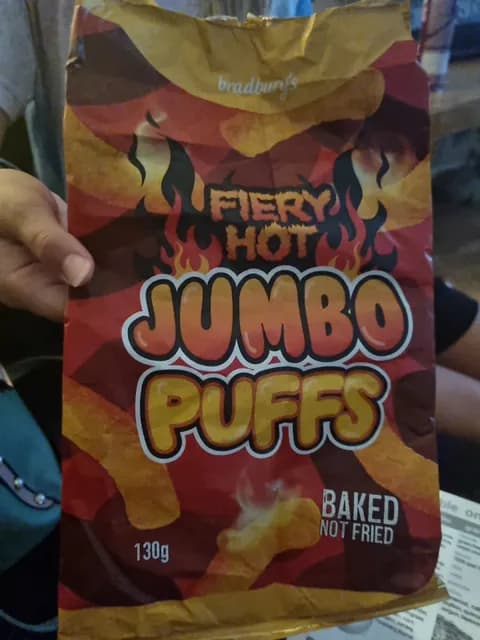 bradbury's
FIERY
HOT
JUMBO
PUFFS
BAKED
NOT FRIED
130g